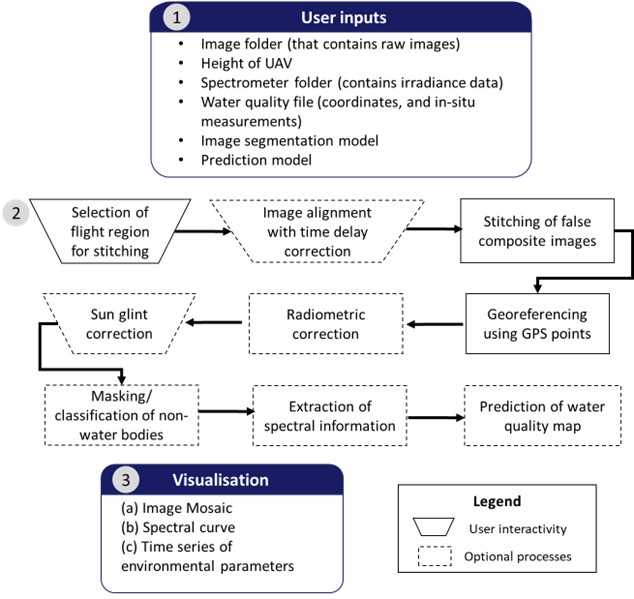 1
User inputs
• Image folder (that contains raw images)
• Height of UAV
• Spectrometer folder (contains irradiance data)
• Water quality file (coordinates, and in-situ
measurements)
• Image segmentation model
• Prediction model
2
Selection of
flight region
for stitching
Image alignment
with time delay
correction
Stitching of false
composite images
Georeferencing
using GPS points
Radiometric
correction
Sun glint
correction
Masking/
classification of non-
water bodies
Extraction of
spectral information
Prediction of water
quality map
3
Visualisation
(a) Image Mosaic
(b) Spectral curve
(c) Time series of
environmental parameters
Legend
User interactivity
Optional processes